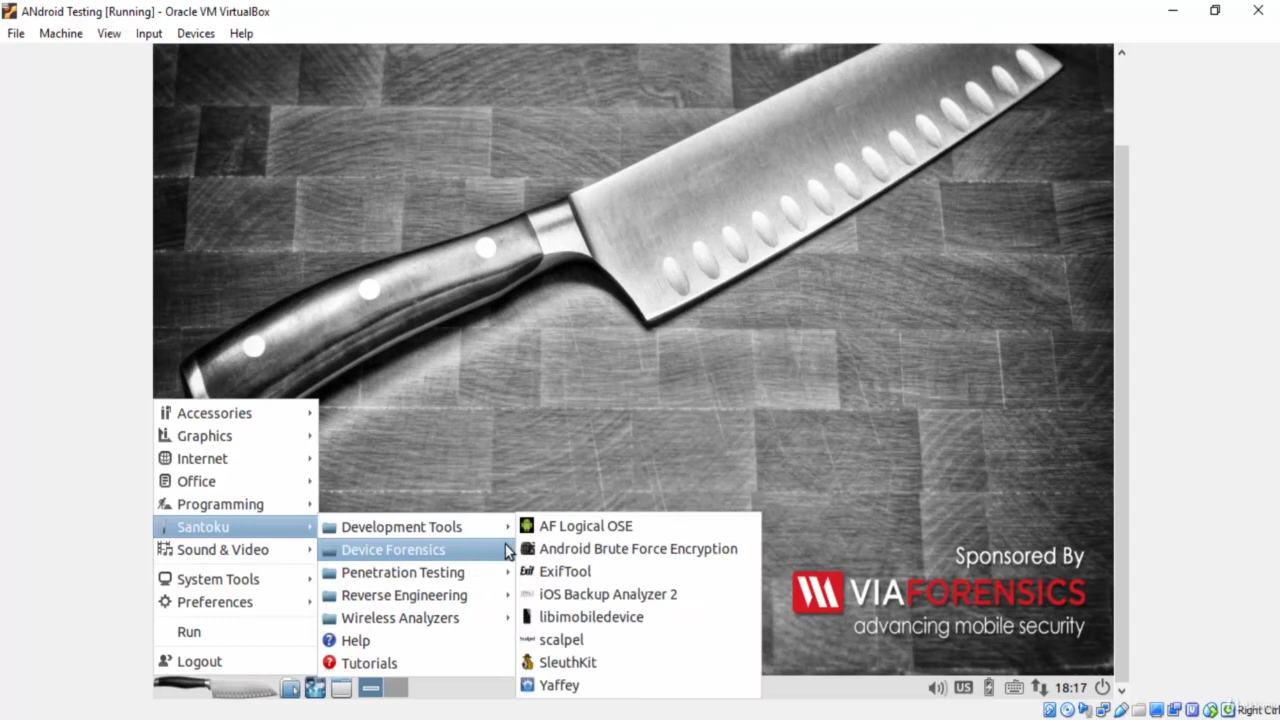 ANdroid Testing [Running] - Oracle VM VirtualBox
File Machine View Input Devices Help
Accessories
Graphics
Internet
Office
Programming
Santoku
Sound & Video
System Tools
Preferences
Run
Logout
Development Tools
Device Forensics
Penetration Testing
Reverse Engineering
Wireless Analyzers
Help
Tutorials
AF Logical OSE
Android Brute Force Encryption
Exif ExifTool
iOS Backup Analyzer 2
libimobiledevice
scalpel
SleuthKit
Yaffey
Sponsored By
VIAFORENSICS
advancing mobile security
US 18:17
Right Ctrl